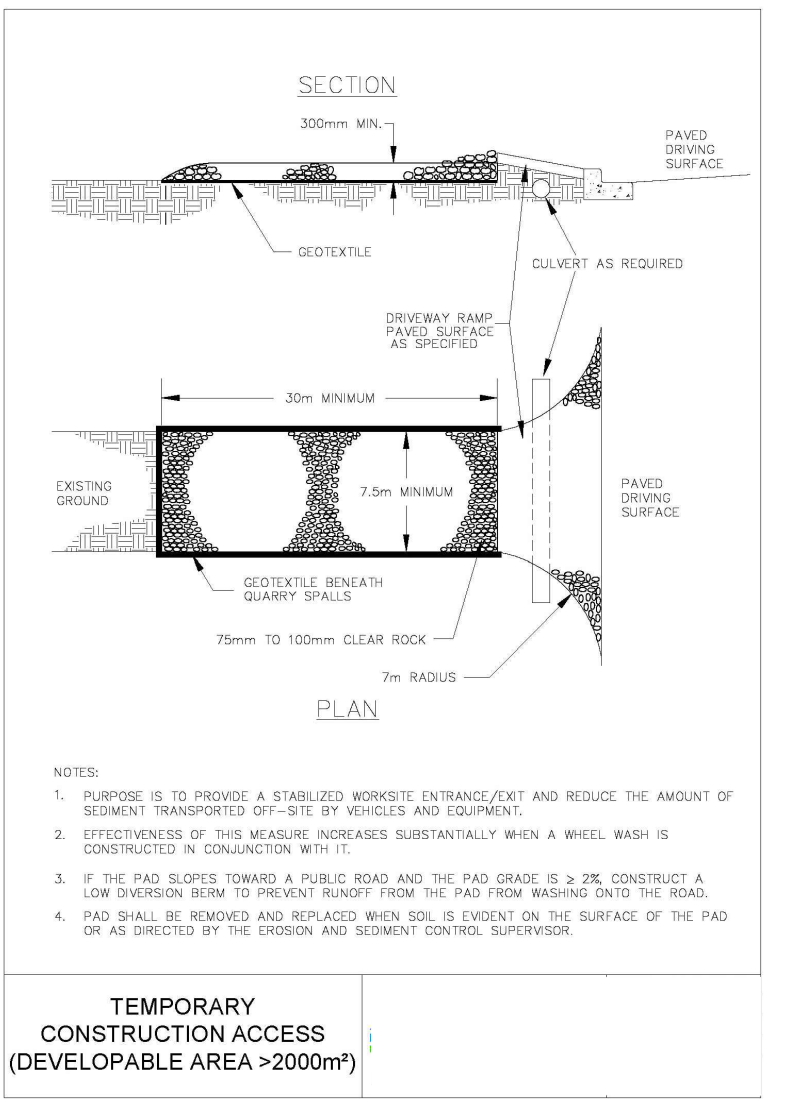 SECTION
300mm MIN.
PAVED
DRIVING
SURFACE
GEOTEXTILE
CULVERT AS REQUIRED
DRIVEWAY RAMP
PAVED SURFACE
AS SPECIFIED
30m MINIMUM
EXISTING
GROUND
7.5m MINIMUM
PAVED
DRIVING
SURFACE
GEOTEXTILE BENEATH
QUARRY SPALLS
75mm TO 100mm CLEAR ROCK
7m RADIUS
PLAN
NOTES:
1. PURPOSE IS TO PROVIDE A STABILIZED WORKSITE ENTRANCE/EXIT AND REDUCE THE AMOUNT OF
SEDIMENT TRANSPORTED OFF-SITE BY VEHICLES AND EQUIPMENT.
2. EFFECTIVENESS OF THIS MEASURE INCREASES SUBSTANTIALLY WHEN A WHEEL WASH IS
CONSTRUCTED IN CONJUNCTION WITH IT.
3. IF THE PAD SLOPES TOWARD A PUBLIC ROAD AND THE PAD GRADE IS ≥ 2%, CONSTRUCT A
LOW DIVERSION BERM TO PREVENT RUNOFF FROM THE PAD FROM WASHING ONTO THE ROAD.
4. PAD SHALL BE REMOVED AND REPLACED WHEN SOIL IS EVIDENT ON THE SURFACE OF THE PAD
OR AS DIRECTED BY THE EROSION AND SEDIMENT CONTROL SUPERVISOR.
TEMPORARY
CONSTRUCTION ACCESS
(DEVELOPABLE AREA >2000m²)